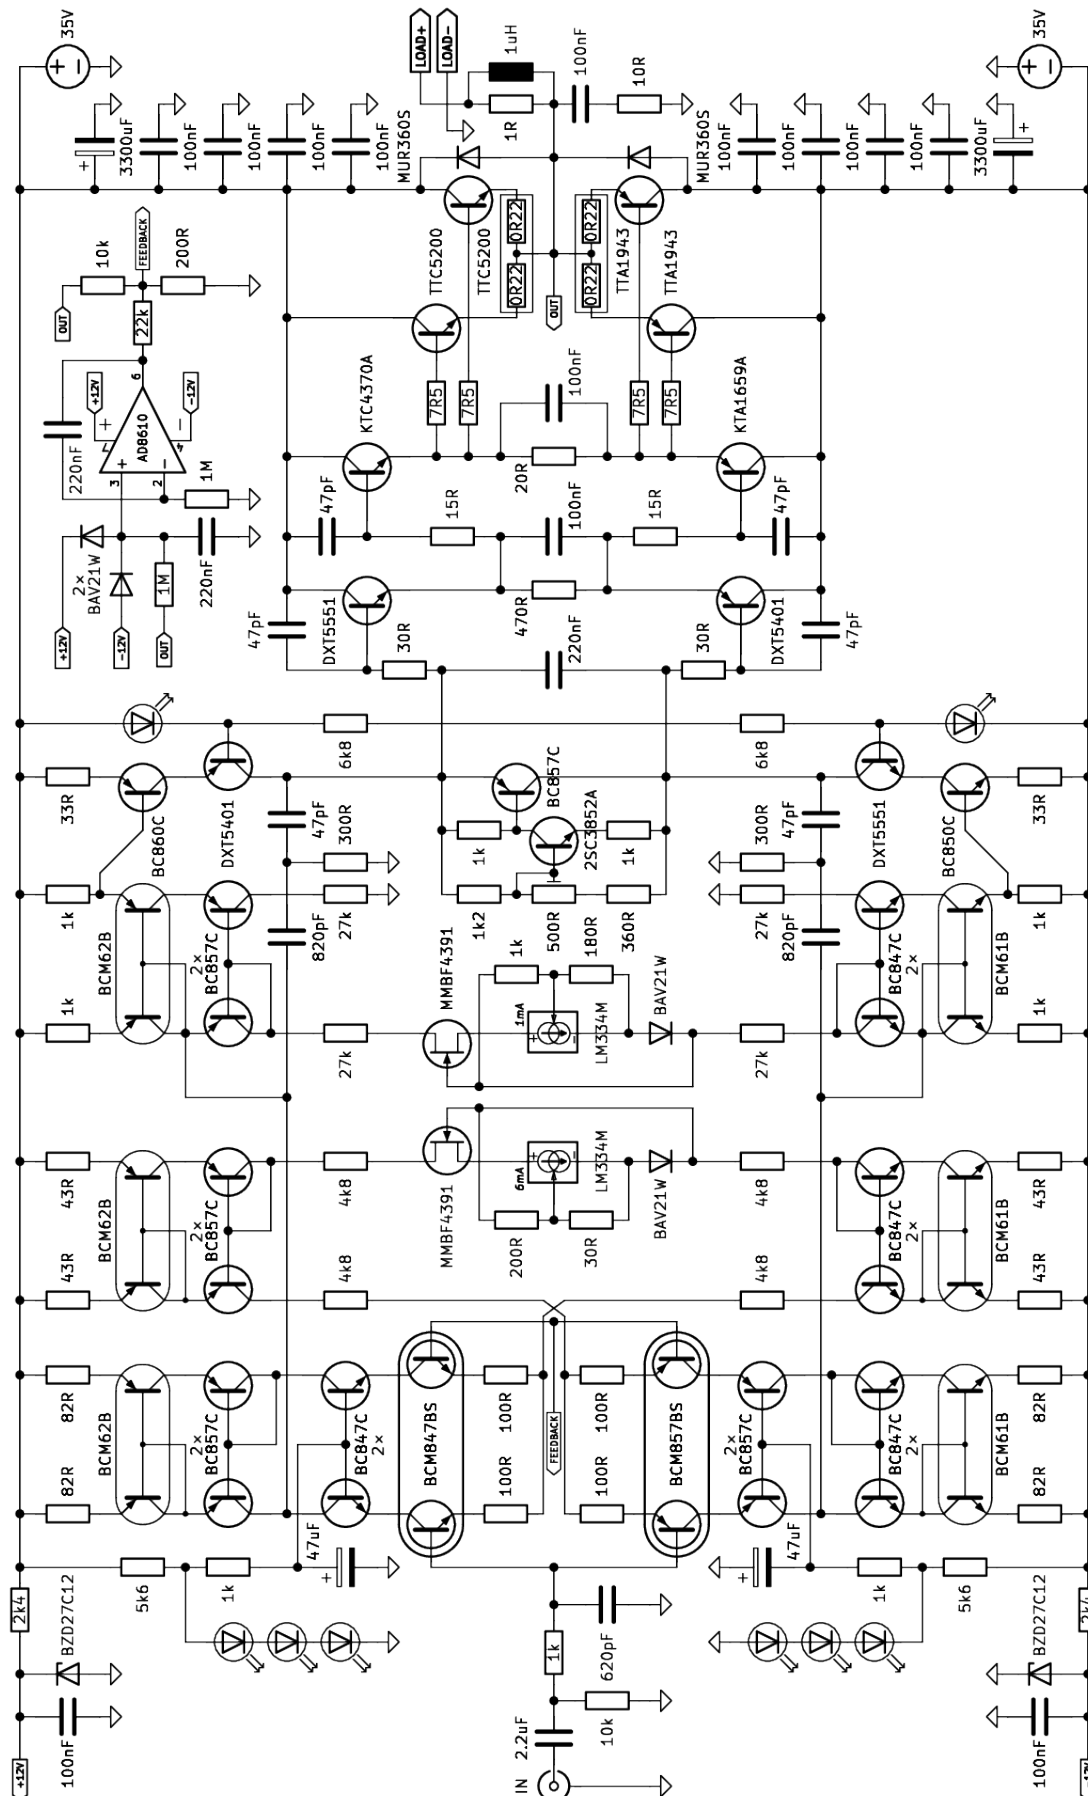 35V
3300uF
100nF
100nF
100nF
100nF
MUR360S
LOAD+
LOAD-
1uH
1R
100nF
10R
MUR360S
100nF
100nF
100nF
100nF
3300uF
35V
10k
FEEDBACK
200R
OUT
22k
220nF
+12V
-12V
AD8610
6
7
4
3
2
1M
2×
BAV21W
1M
220nF
+12V
-12V
OUT
TTC5200
TTC5200
0R22
0R22
0R22
0R22
TTA1943
TTA1943
OUT
KTC4370A
7R5
7R5
100nF
7R5
7R5
KTA1659A
20R
47pF
15R
100nF
15R
47pF
47pF
DXT5551
30R
470R
220nF
30R
DXT5401
47pF
33R
BC860C
DXT5401
6k8
47pF
300R
BC857C
2SC3852A
1k
1k
6k8
300R
47pF
DXT5551
BC850C
33R
1k
BCM62B
2×
BC857C
820pF
27k
1k2
500R
180R
360R
1k
27k
820pF
2×
BC847C
BCM61B
1k
1k
27k
MMBF4391
1mA
LM334M
BAV21W
27k
1k
43R
BCM62B
2×
BC857C
4k8
MMBF4391
6mA
LM334M
BAV21W
4k8
2×
BC847C
BCM61B
43R
43R
4k8
200R
30R
4k8
43R
82R
BCM62B
2×
BC857C
BC847C
2×
BCM847BS
100R
100R
FEEDBACK
100R
100R
BCM857BS
2×
BC857C
2×
BC847C
BCM61B
82R
82R
82R
2k4
5k6
1k
47uF
47uF
1k
5k6
2k4
BZD27C12
1k
620pF
BZD27C12
100nF
2.2uF
10k
100nF
+12V
IN